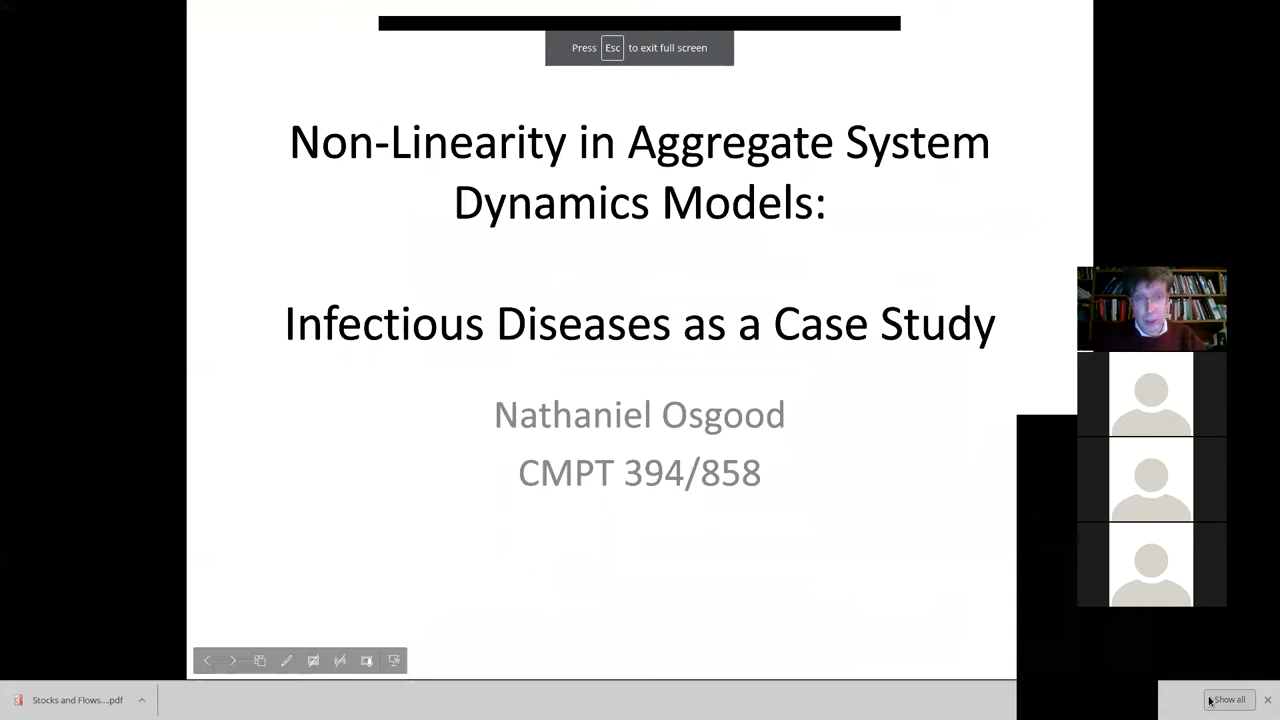 Press Esc to exit full screen
Non-Linearity in Aggregate System
Dynamics Models:
Infectious Diseases as a Case Study
Nathaniel Osgood
CMPT 394/858
Stocks and Flows....pdf
Show all